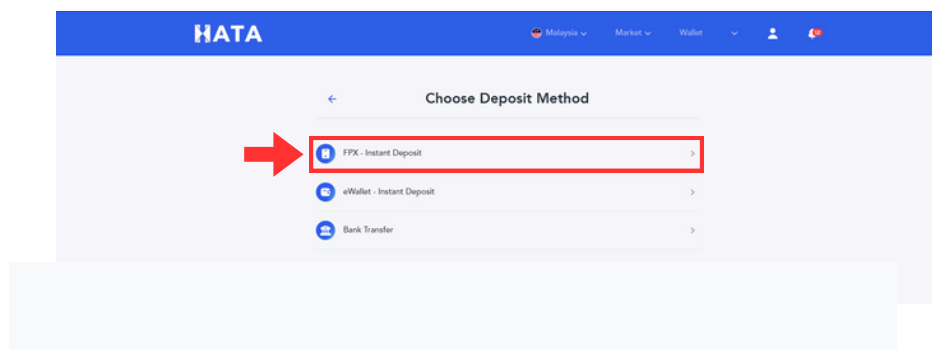 HATA
Malaysia Market Wallet
Choose Deposit Method
FPX - Instant Deposit
eWallet - Instant Deposit
Bank Transfer